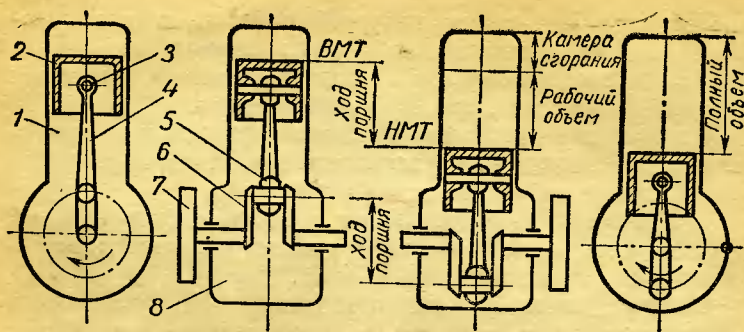 1
2
3
4
5
6
7
8
ВМТ
Ход
поршня
НМТ
Ход
поршня
Камера
сгорания
Рабочий
объем
Полный
объем